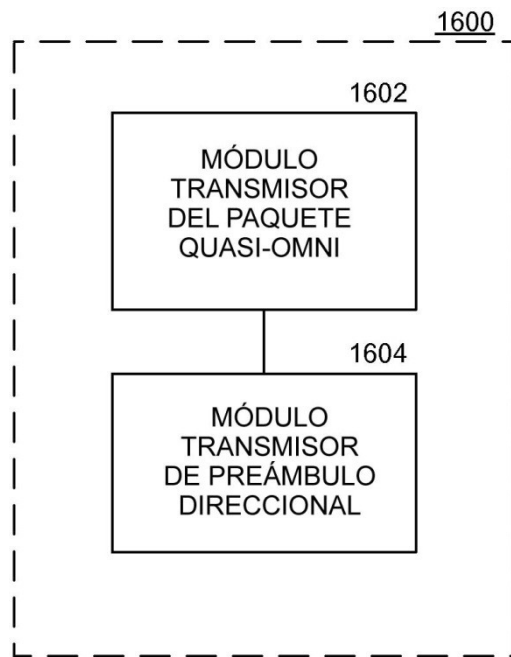 1600
1602
MÓDULO
TRANSMISOR
DEL PAQUETE
QUASI-OMNI
1604
MÓDULO
TRANSMISOR
DE PREÁMBULO
DIRECCIONAL